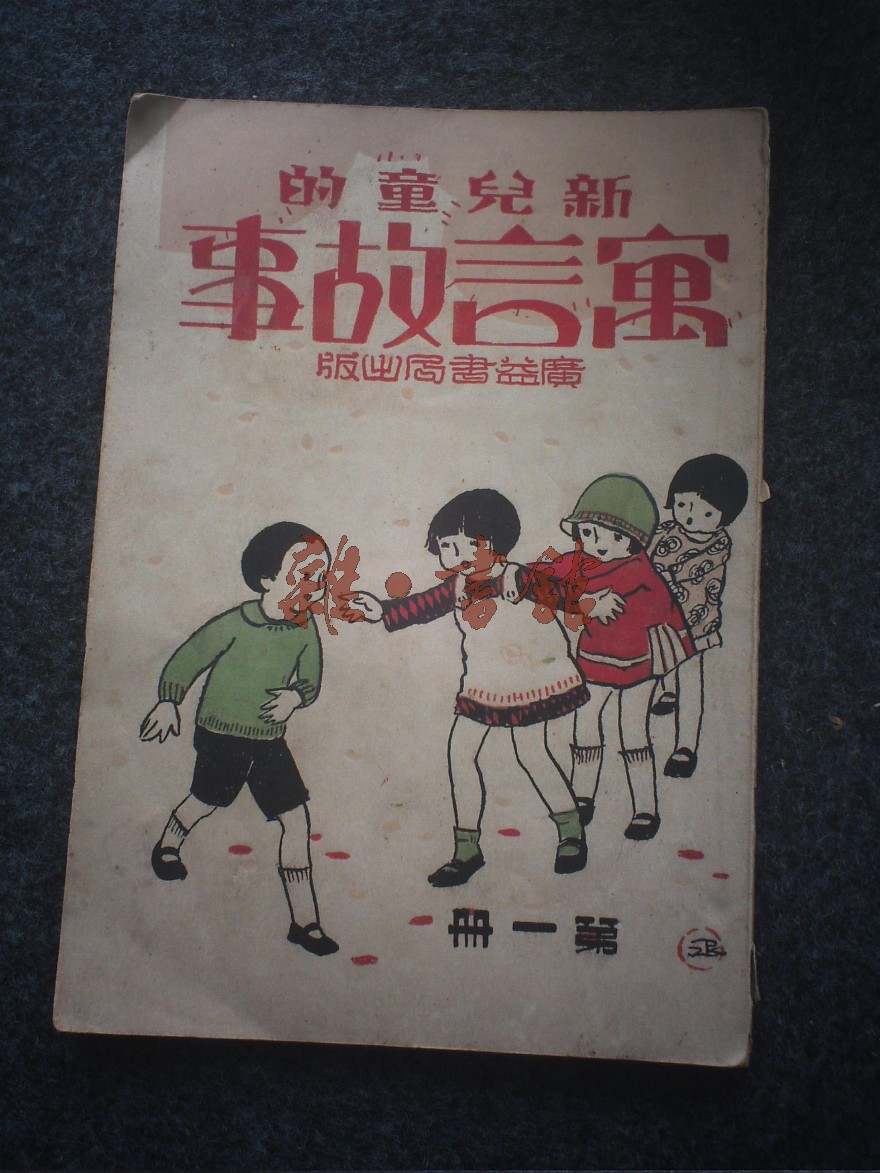 新兒童的
寓言故事
廣益書局出版
第一冊